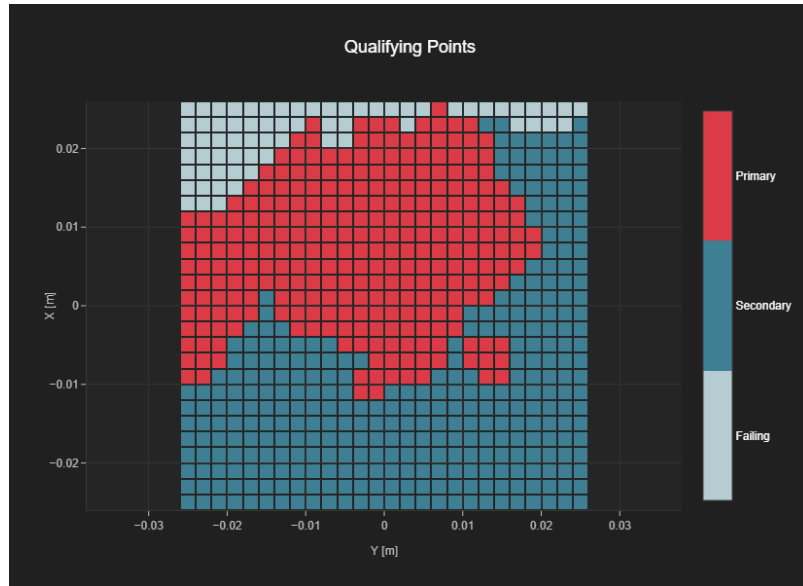 Qualifying Points
0.02
0.01
0
−0.01
−0.02
X [m]
−0.03
−0.02
−0.01
0
0.01
0.02
0.03
Y [m]
Primary
Secondary
Failing